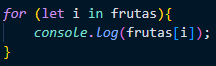 for (let i in frutas){
    console.log(frutas[i]);
}